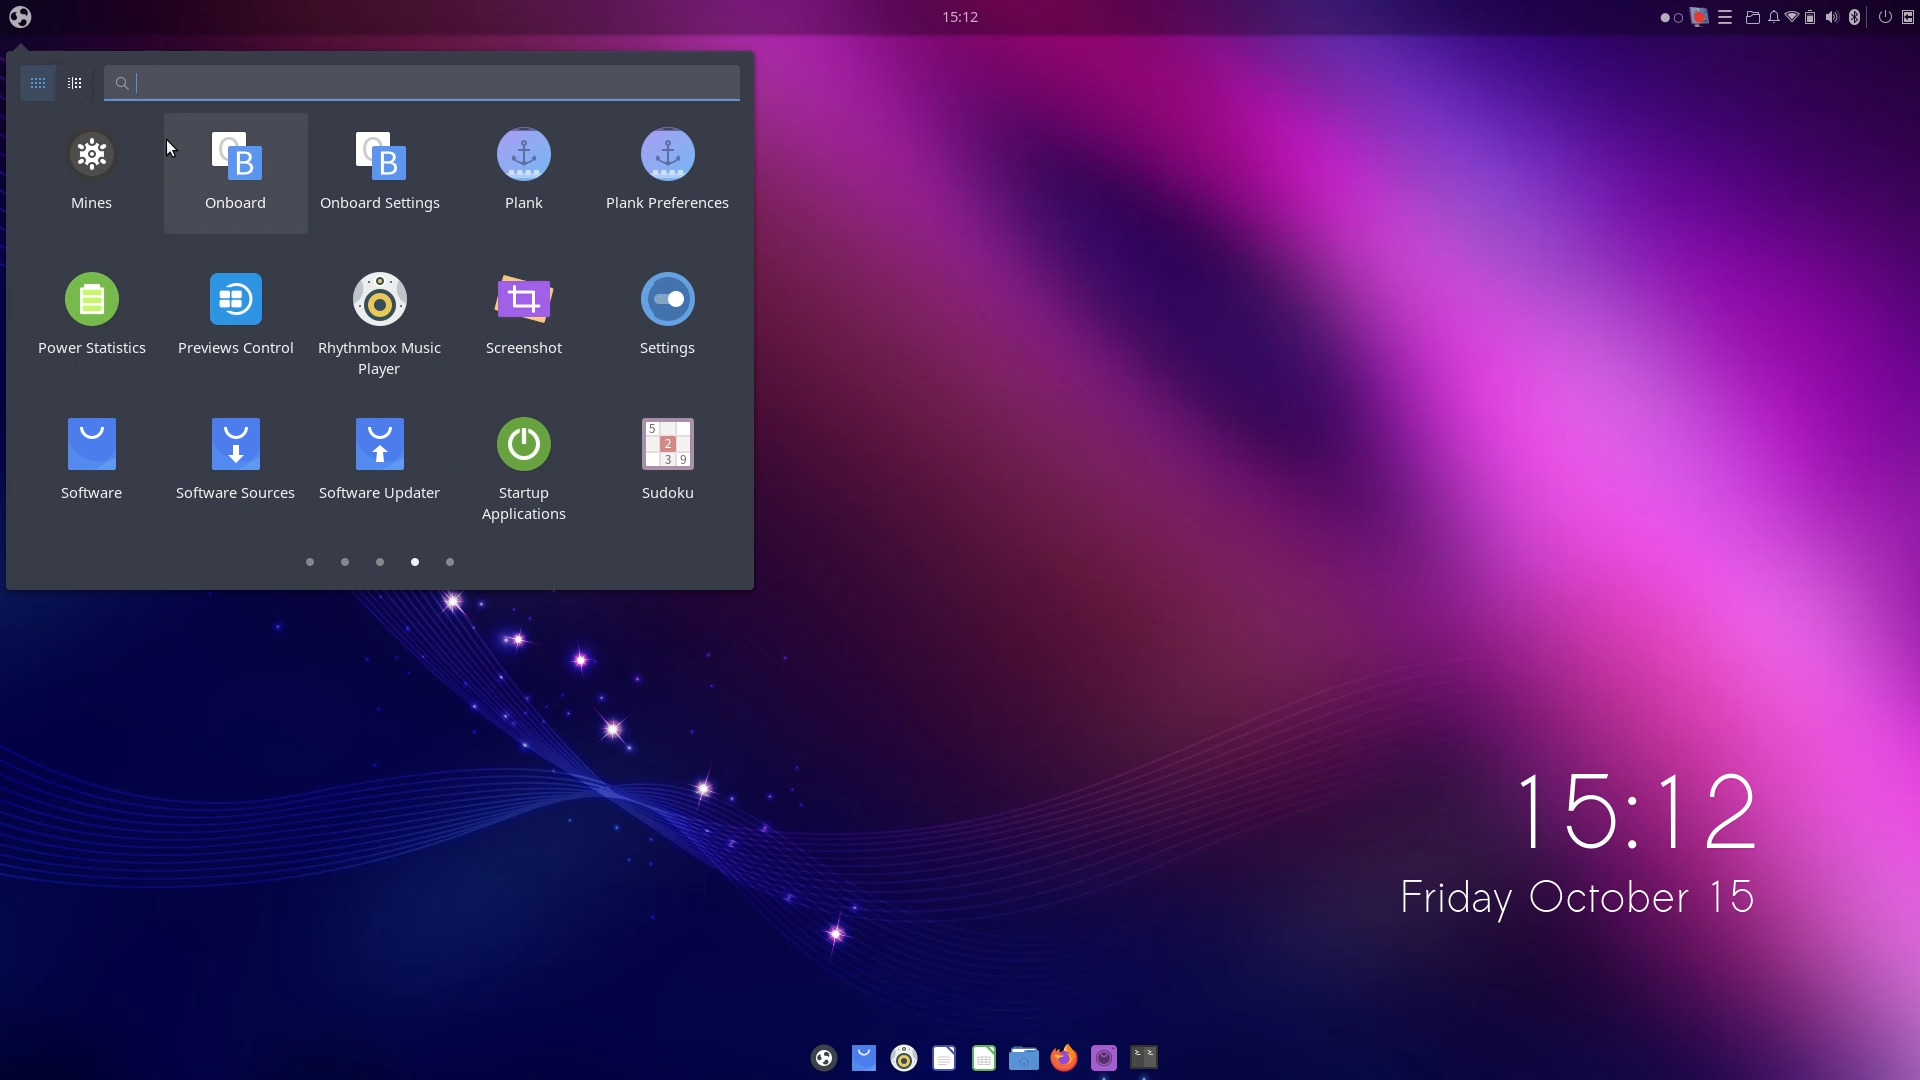 15:12
Mines
Onboard
Onboard Settings
Plank
Plank Preferences
Power Statistics
Previews Control
Rhythmbox Music
Player
Screenshot
Settings
Software
Software Sources
Software Updater
Startup
Applications
Sudoku
15:12
Friday October 15